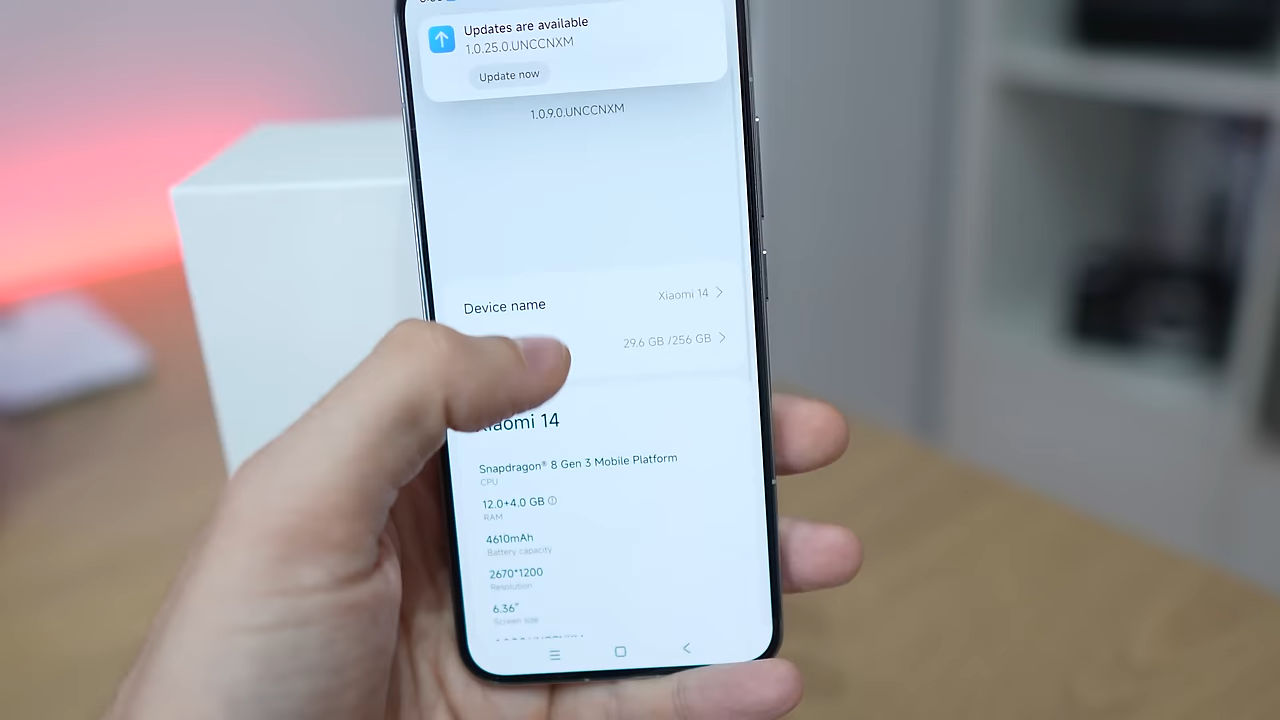 Updates are available
1.0.25.0.UNCCNXM
Update now
1.0.9.0.UNCCNXM
Device name
Xiaomi 14
29.6 GB /256 GB
Xiaomi 14
Snapdragon® 8 Gen 3 Mobile Platform
CPU
12.0+4.0 GB
RAM
4610mAh
Battery capacity
2670*1200
Resolution
6.36"
Screen size